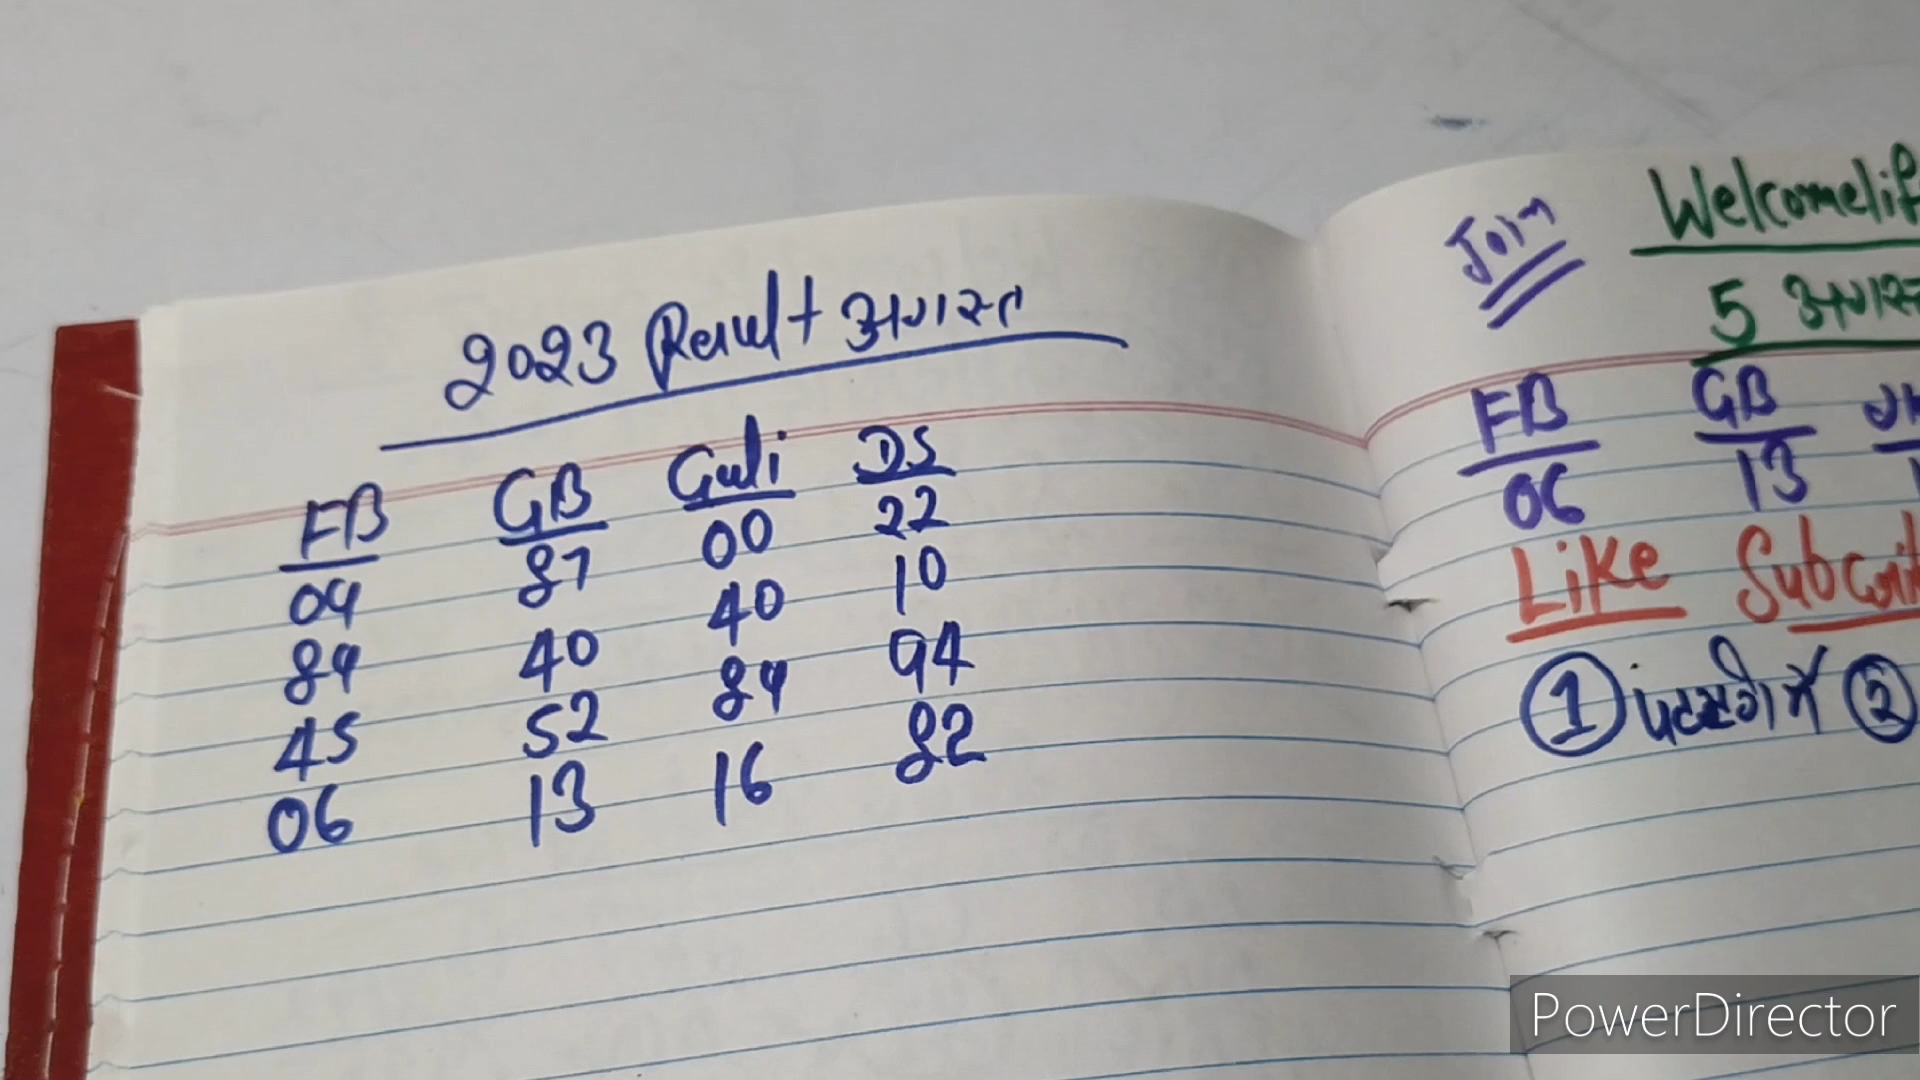 2023 Result अगस्त
FB GB Gali DS
04 87 00 22
84 40 40 10
45 52 84 94
06 13 16 82
Join Welcomelif
5 अगस्त
FB GB
06 13
Like
① ②
PowerDirector